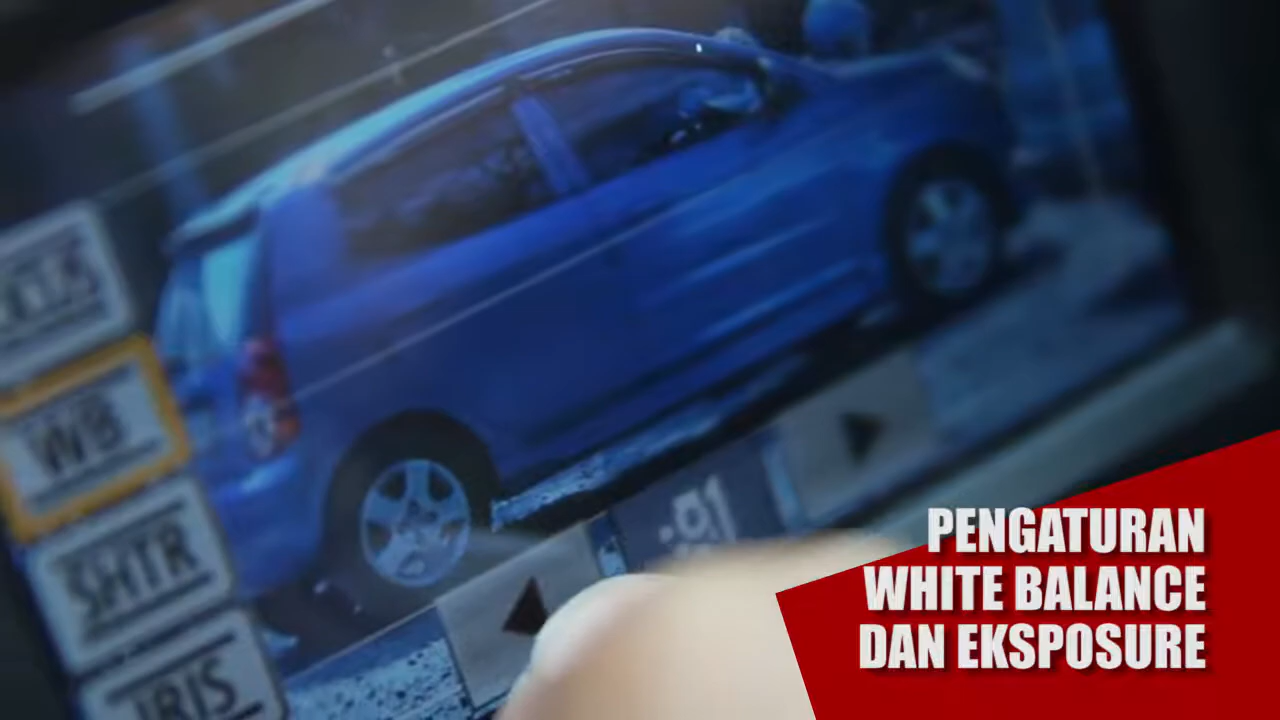 WB
SHTR
IRIS
PENGATURAN
WHITE BALANCE
DAN EKSPOSURE